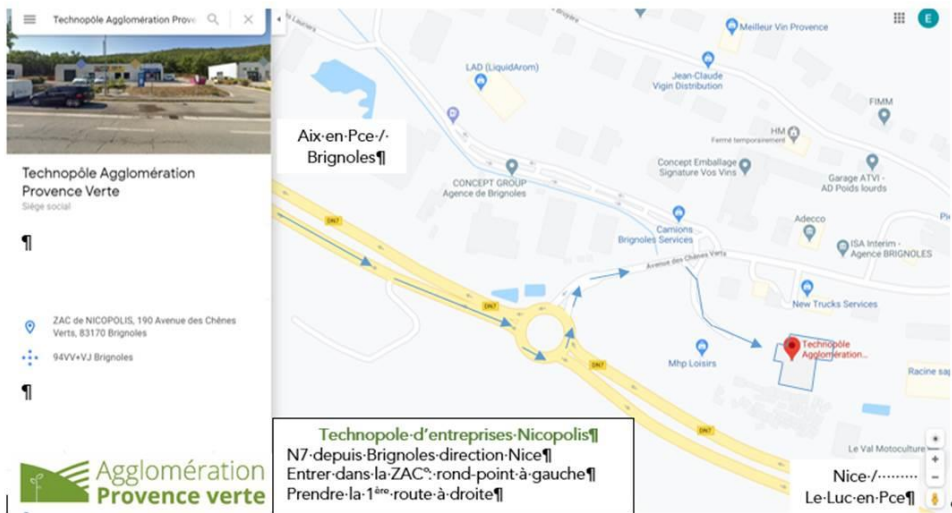 Technopôle Agglomération Prove
Technopôle Agglomération
Provence Verte
Siège social
¶
ZAC de NICOPOLIS, 190 Avenue des Chênes
Verts, 83170 Brignoles
94VV+VJ Brignoles
¶
Agglomération
Provence verte
Aix·en·Pce·/·
Brignoles¶
Bruyère
Meilleur Vin Provence
LAD (LiquidArom)
Jean-Claude
Vigin Distribution
FIMM
HM
Fermé temporairement
Concept Emballage
Signature Vos Vins
Garage ATVI -
AD Poids lourds
CONCEPT GROUP
Agence de Brignoles
Adecco
Camions
Brignoles Services
ISA Interim -
Agence BRIGNOLES
Avenue des Chênes Verts
DN7
DN7
DN7
New Trucks Services
Technopôle
Agglomération...
Mhp Loisirs
Racine sap
Le Val Motoculture
Technopole·d'entreprises·Nicopolis¶
N7·depuis·Brignoles·direction·Nice¶
Entrer·dans·la·ZAC°:·rond-point·à·gauche¶
Prendre·la·1ère·route·à·droite¶
Nice·/·········
Le·Luc·en·Pce¶
E